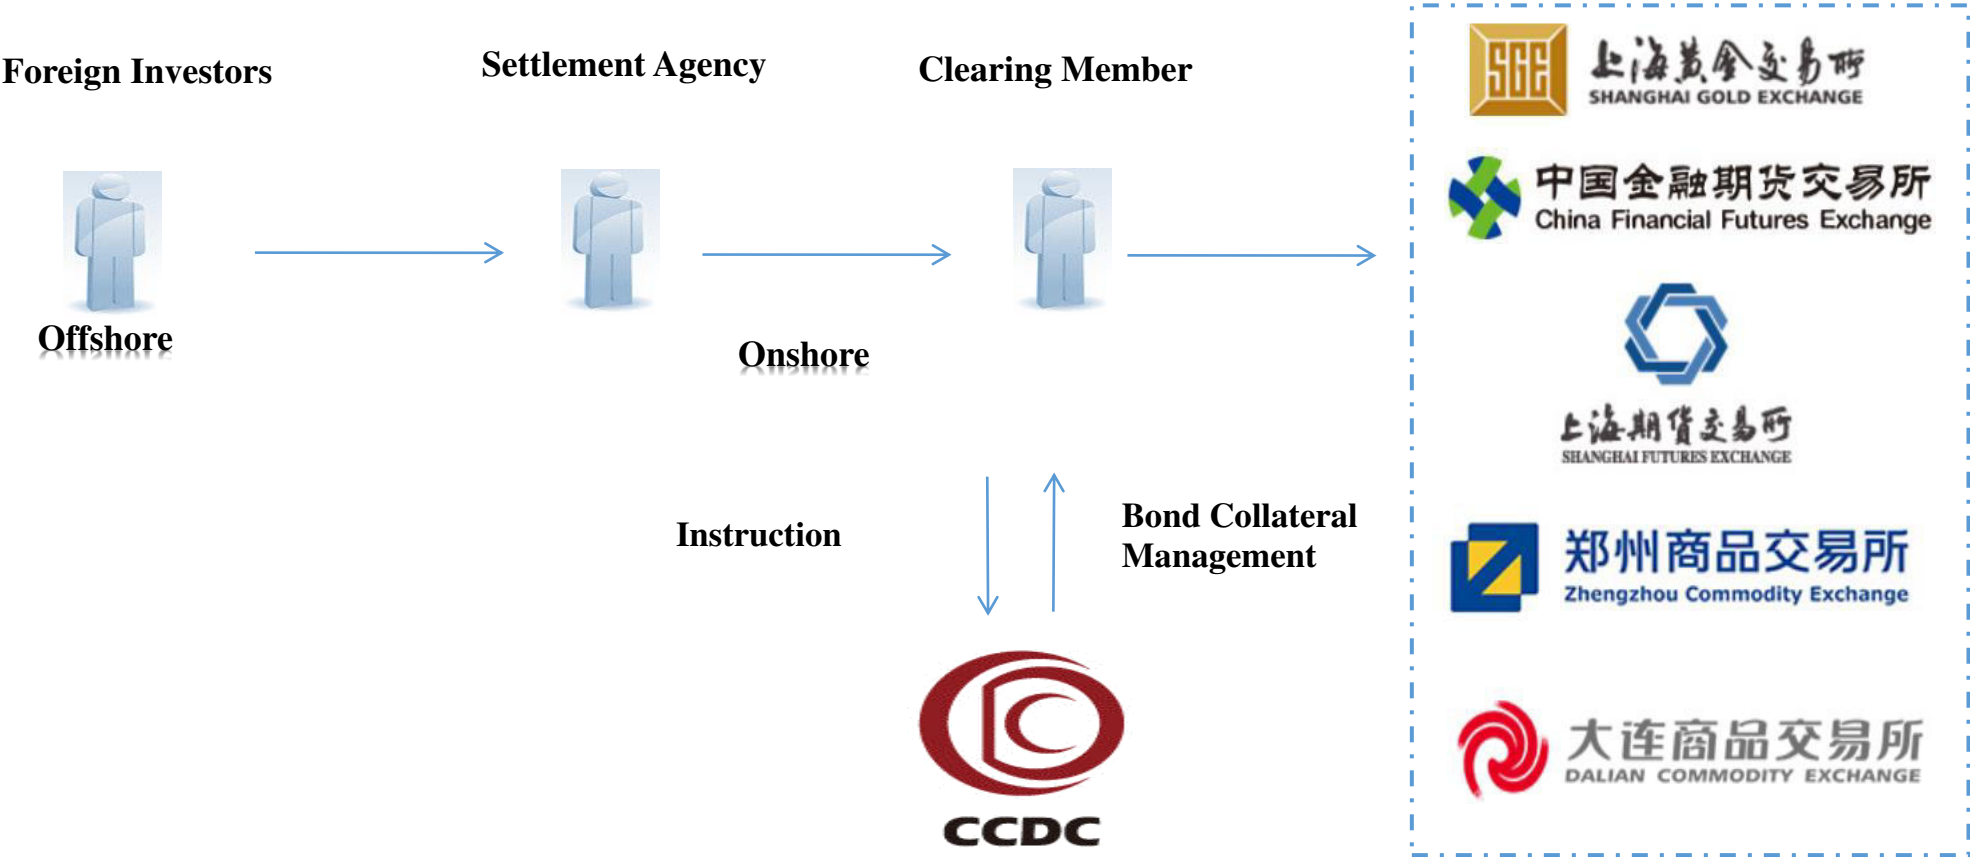 Foreign Investors
Settlement Agency
Clearing Member
Offshore
Onshore
Instruction
Bond Collateral
Management
CCDC
SGE
上海黄金交易所
SHANGHAI GOLD EXCHANGE
中国金融期货交易所
China Financial Futures Exchange
上海期货交易所
SHANGHAI FUTURES EXCHANGE
郑州商品交易所
Zhengzhou Commodity Exchange
大连商品交易所
DALIAN COMMODITY EXCHANGE